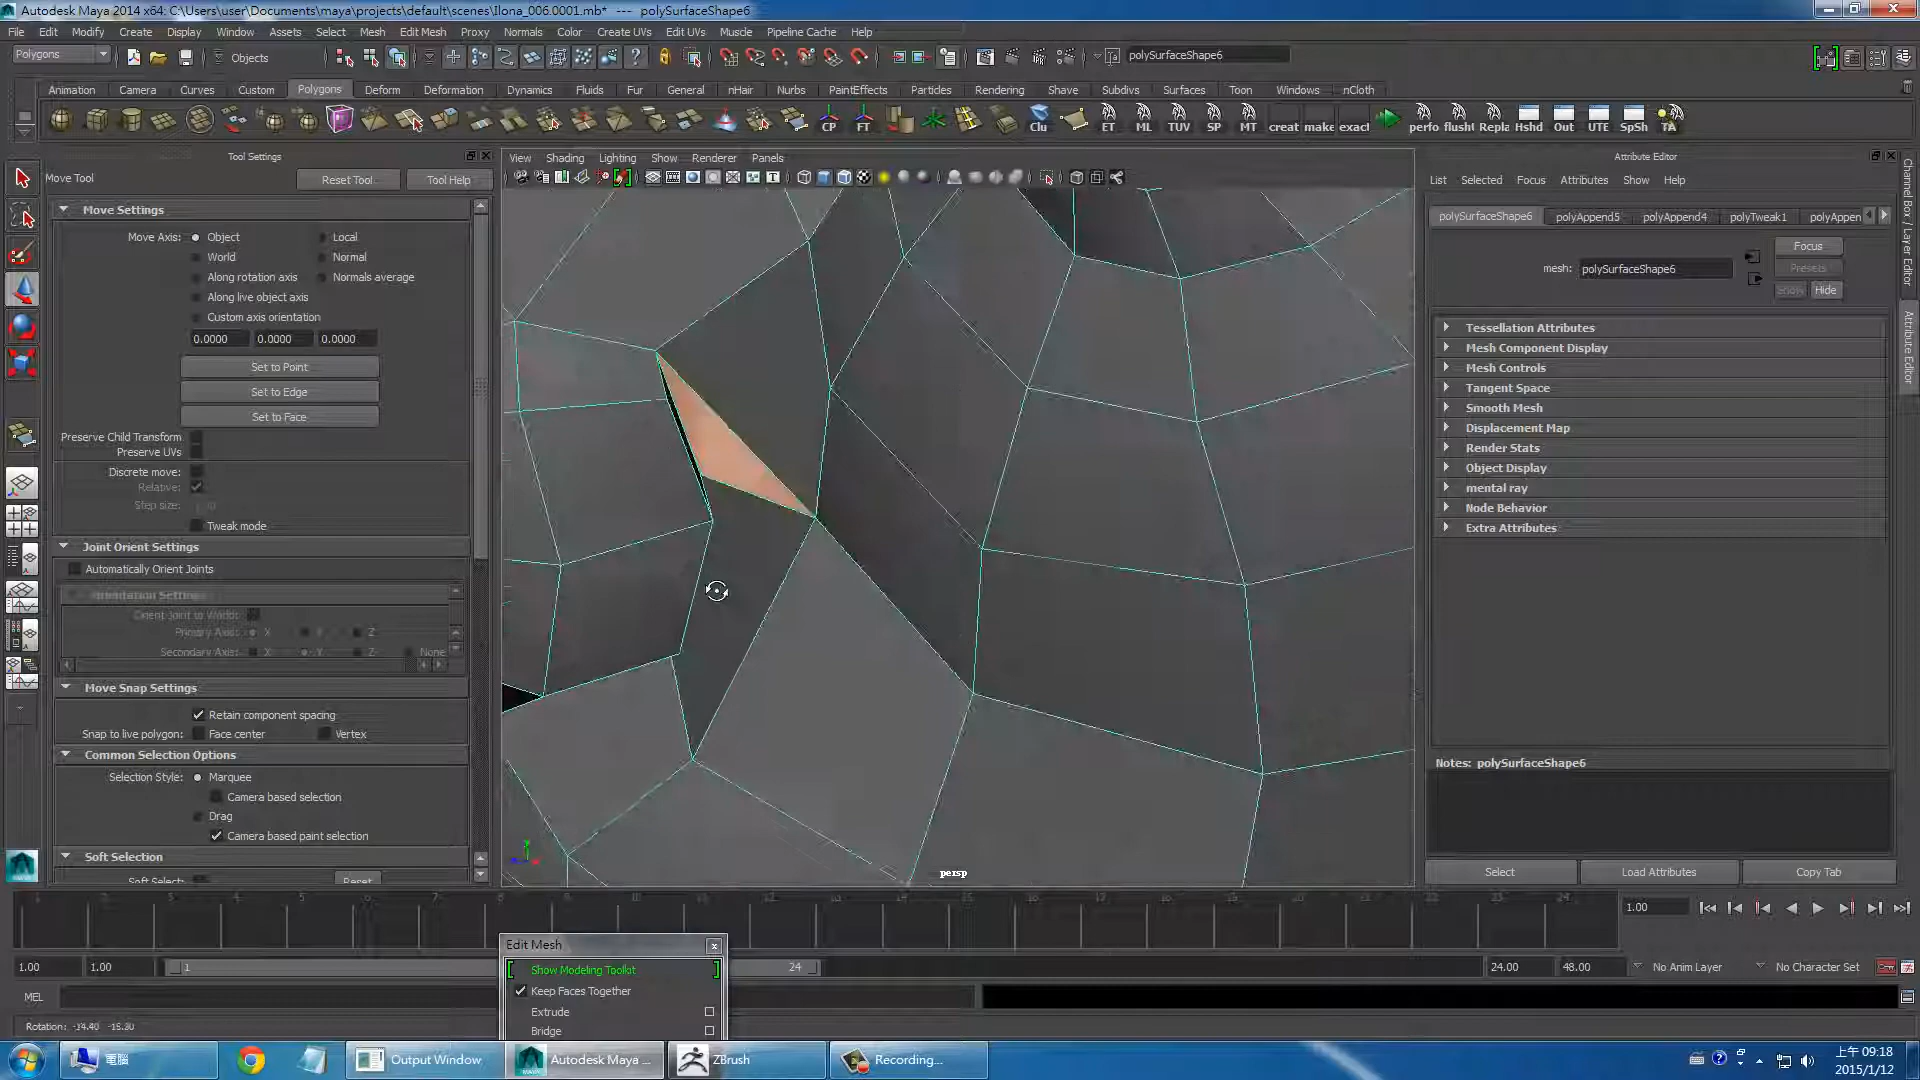 Autodesk Maya 2014 x64: C:\Users\user\Documents\maya\projects\default\scenes\Ilona_006.0001.mb* --- polySurfaceShape6
File Edit Modify Create Display Window Assets Select Mesh Edit Mesh Proxy Normals Color Create UVs Edit UVs Muscle Pipeline Cache Help
Polygons Objects polySurfaceShape6
Animation Camera Curves Custom Polygons Deform Deformation Dynamics Fluids Fur General nHair Nurbs PaintEffects Particles Rendering Shave Subdivs Surfaces Toon Windows nCloth
CP FT Clu ET ML TUV SP MT creat make exacl perfo flush! Repla Hshd Out UTE SpSh TA
Tool Settings
Move Tool Reset Tool Tool Help
Move Settings
Move Axis: Object Local
World Normal
Along rotation axis Normals average
Along live object axis
Custom axis orientation
0.0000 0.0000 0.0000
Set to Point
Set to Edge
Set to Face
Preserve Child Transform
Preserve UVs
Discrete move:
Relative:
Step size:
Tweak mode
Joint Orient Settings
Automatically Orient Joints
Orientation Settings
Orient Joint to World:
Primary Axis: X Y Z
Secondary Axis: X Y Z None
Move Snap Settings
Retain component spacing
Snap to live polygon: Face center Vertex
Common Selection Options
Selection Style: Marquee
Camera based selection
Drag
Camera based paint selection
Soft Selection
Soft Select: Reset
View Shading Lighting Show Renderer Panels
persp
Attribute Editor
List Selected Focus Attributes Show Help
polySurfaceShape6 polyAppend5 polyAppend4 polyTweak1 polyAppen
mesh: polySurfaceShape6
Focus
Presets
Show Hide
Tessellation Attributes
Mesh Component Display
Mesh Controls
Tangent Space
Smooth Mesh
Displacement Map
Render Stats
Object Display
mental ray
Node Behavior
Extra Attributes
Notes: polySurfaceShape6
Select Load Attributes Copy Tab
Channel Box / Layer Editor
Attribute Editor
1.00
1.00 1.00 1 24 24.00 48.00 No Anim Layer No Character Set
Edit Mesh
Show Modeling Toolkit
Keep Faces Together
Extrude
Bridge
MEL
Rotation: -14.40 -15.20
電腦 Output Window Autodesk Maya ... ZBrush Recording...
上午 09:18
2015/1/12